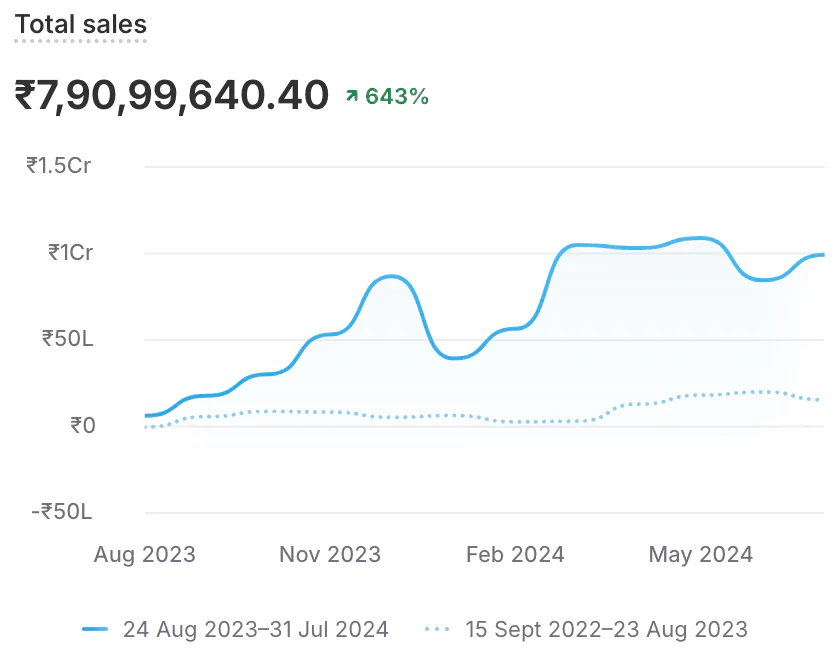 Total sales
₹7,90,99,640.40 ↗ 643%
₹1.5Cr
₹1Cr
₹50L
₹0
-₹50L
Aug 2023 Nov 2023 Feb 2024 May 2024
24 Aug 2023–31 Jul 2024 15 Sept 2022–23 Aug 2023